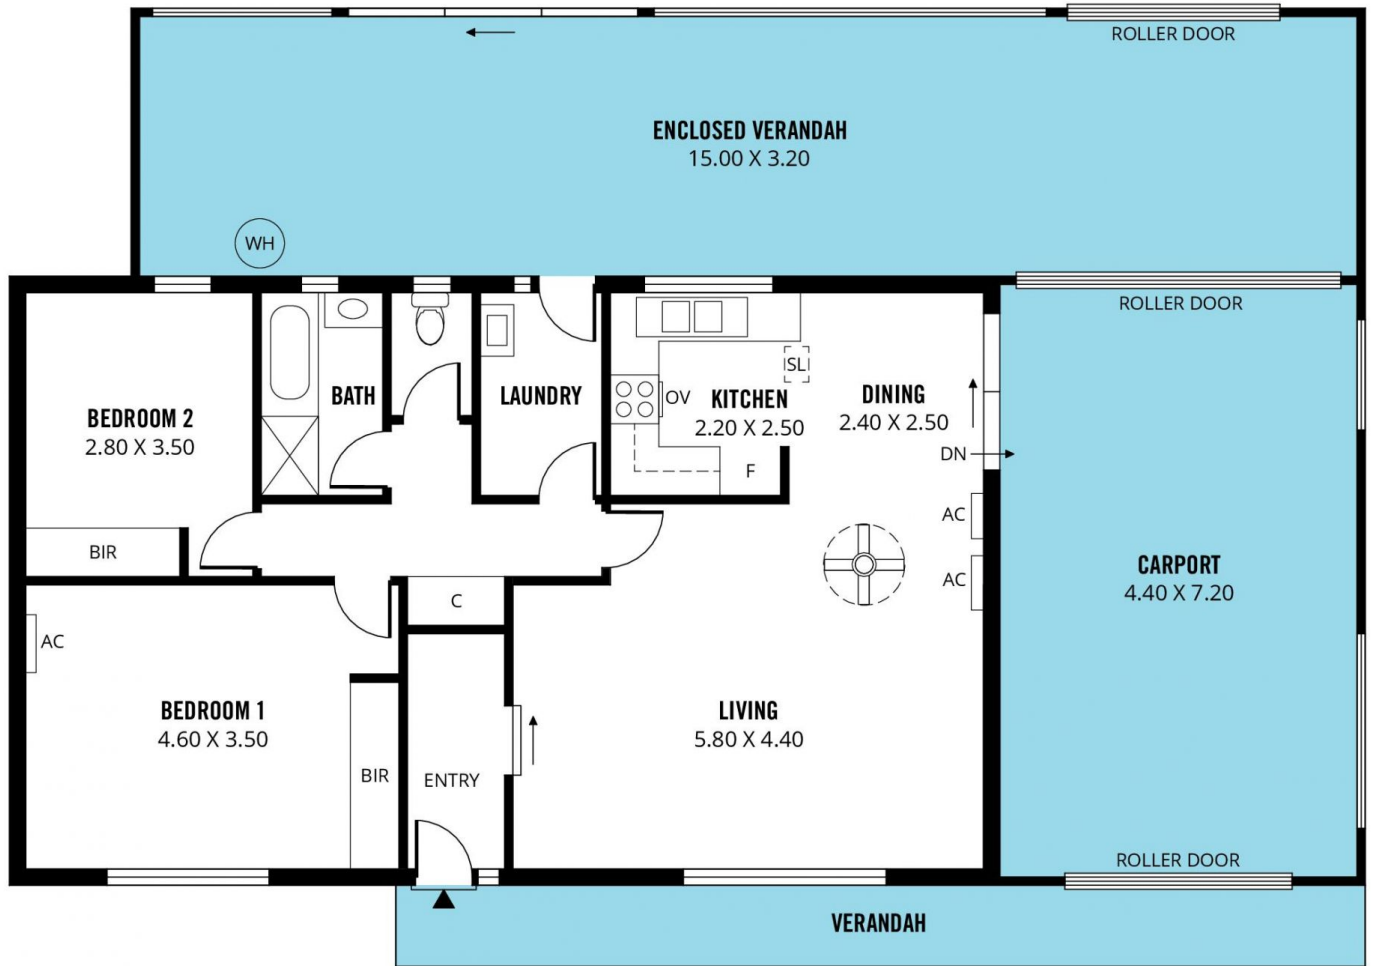 ROLLER DOOR
ENCLOSED VERANDAH
15.00 X 3.20
WH
ROLLER DOOR
BEDROOM 2
2.80 X 3.50
BATH
LAUNDRY
SL
OV
KITCHEN
2.20 X 2.50
DINING
2.40 X 2.50
DN
F
AC
BIR
AC
CARPORT
4.40 X 7.20
C
AC
BEDROOM 1
4.60 X 3.50
BIR
ENTRY
LIVING
5.80 X 4.40
ROLLER DOOR
VERANDAH